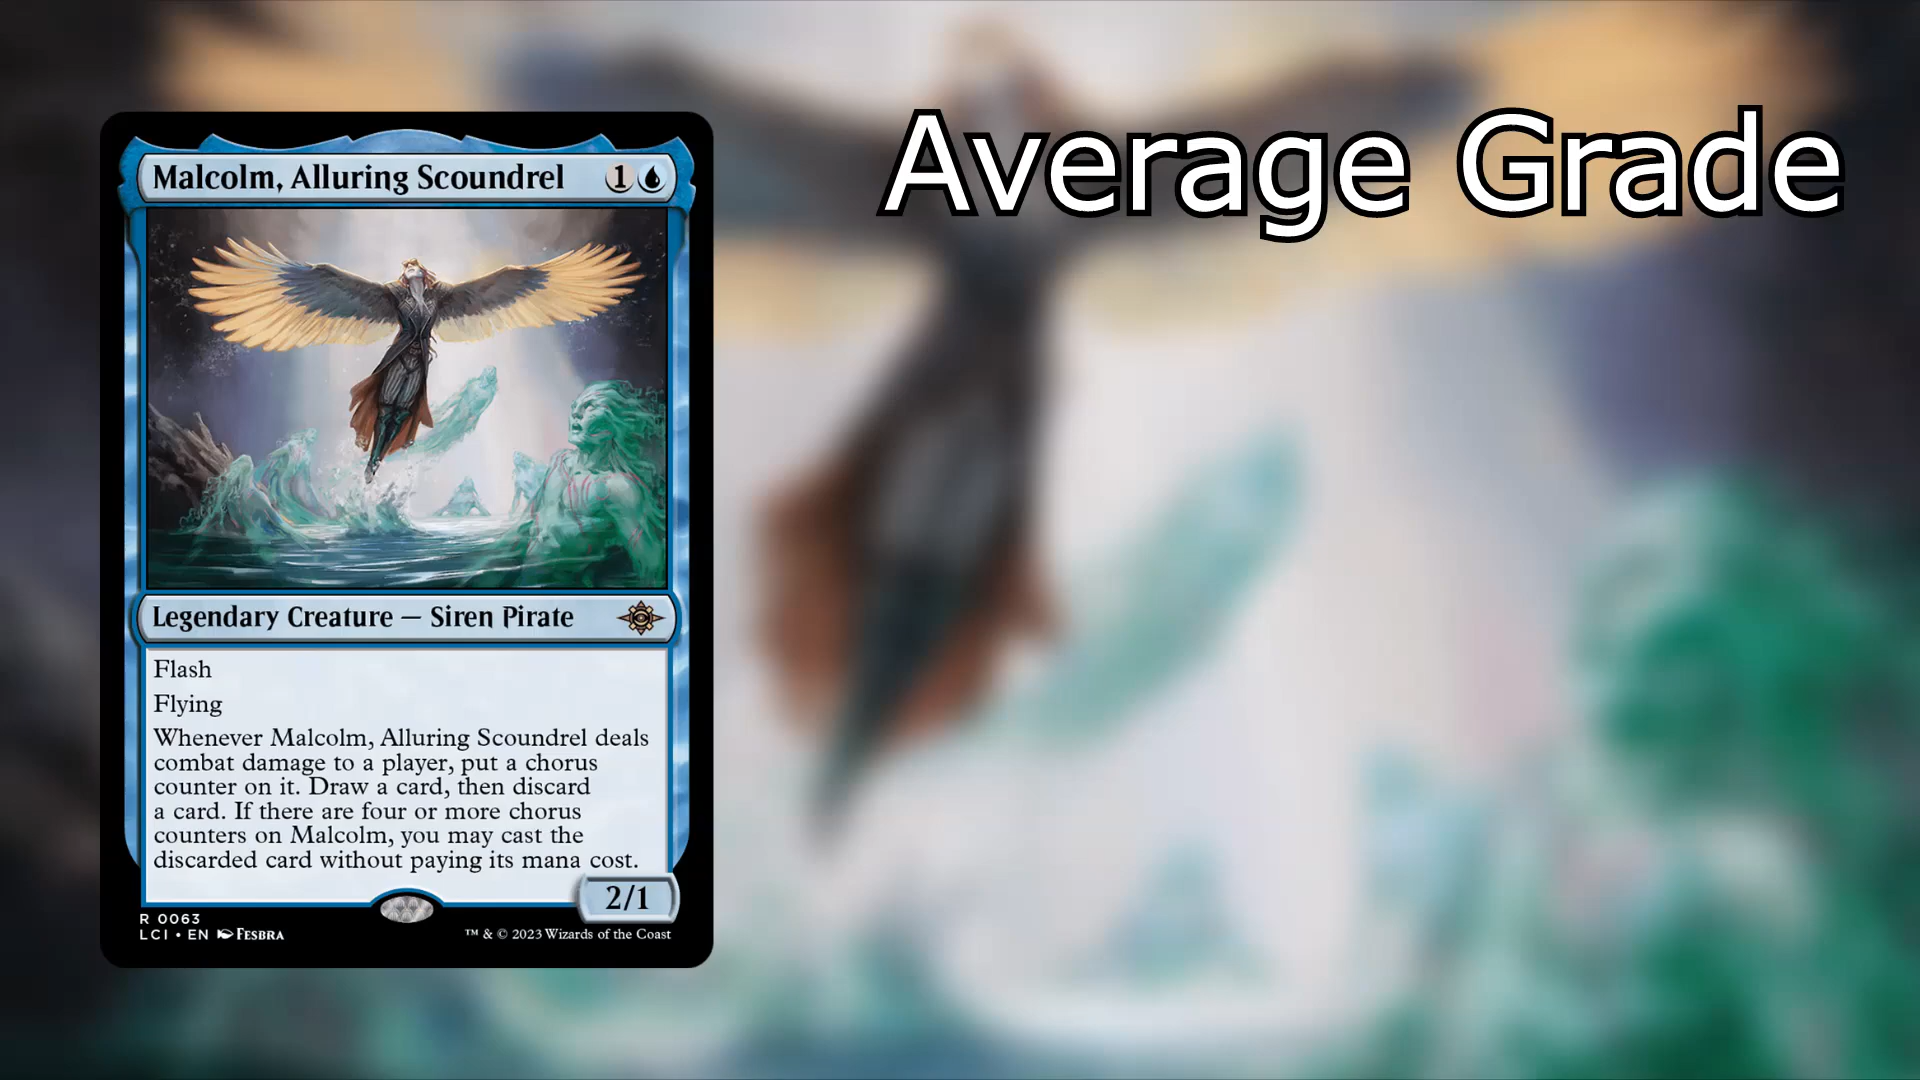 Average Grade
Malcolm, Alluring Scoundrel 1
Legendary Creature — Siren Pirate
Flash
Flying
Whenever Malcolm, Alluring Scoundrel deals
combat damage to a player, put a chorus
counter on it. Draw a card, then discard
a card. If there are four or more chorus
counters on Malcolm, you may cast the
discarded card without paying its mana cost.
2/1
R 0063
LCI • EN Fesbra
™ & © 2023 Wizards of the Coast